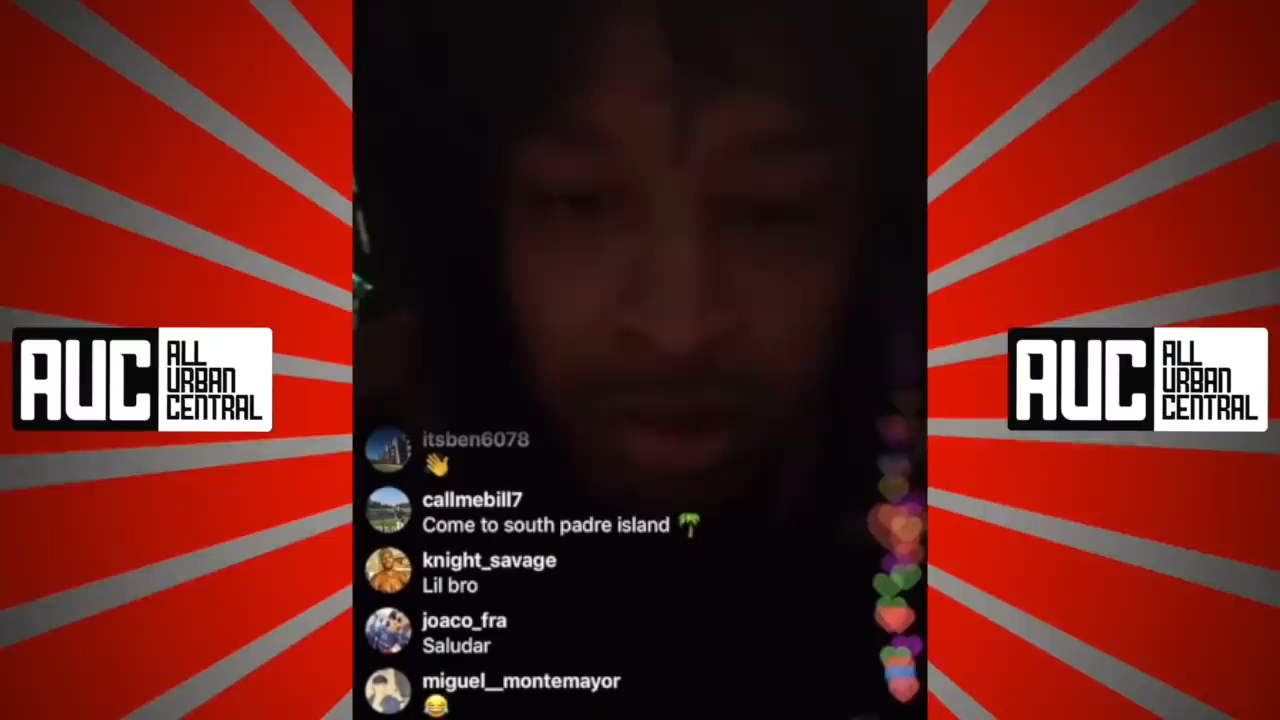 AUC
ALL
URBAN
CENTRAL
itsben6078
👋
callmebill7
Come to south padre island 🌴
knight_savage
Lil bro
joaco_fra
Saludar
miguel__montemayor
😂
AUC
ALL
URBAN
CENTRAL